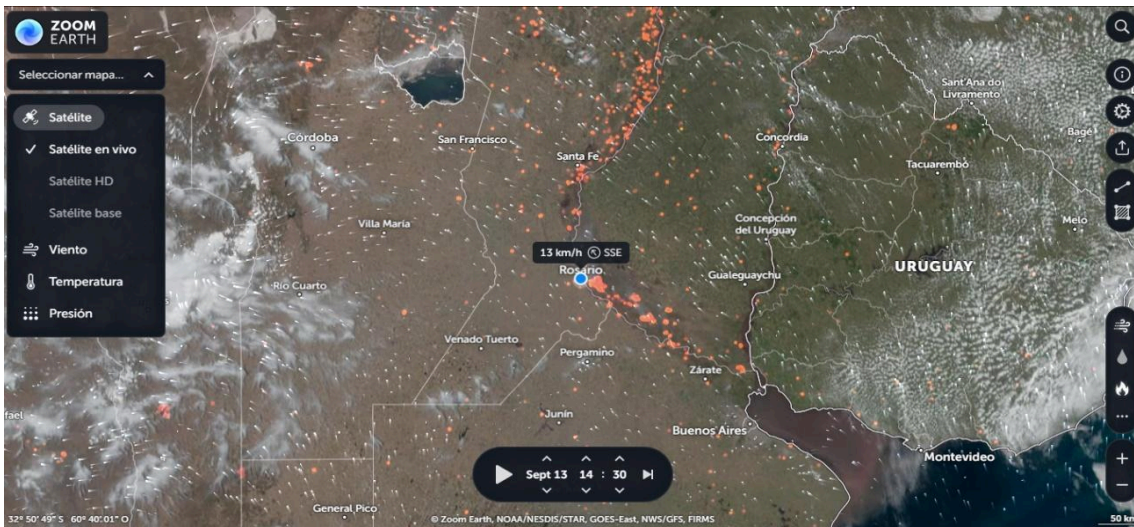 ZOOM
EARTH
Seleccionar mapa...
Satélite
Satélite en vivo
Satélite HD
Satélite base
Viento
Temperatura
Presión
Córdoba
San Francisco
Santa Fe
Concordia
Sant'Ana do
Livramento
Bagé
Tacuarembó
Villa María
Concepción
del Uruguay
Melo
13 km/h SSE
Rosario
Gualeguaychu
URUGUAY
Río Cuarto
Venado Tuerto
Pergamino
Zárate
fael
Junín
Buenos Aires
Montevideo
Sept 13 14 : 30
General Pico
32° 50' 49" S 60° 40' 01" O
© Zoom Earth, NOAA/NESDIS/STAR, GOES-East, NWS/GFS, FIRMS
50 km